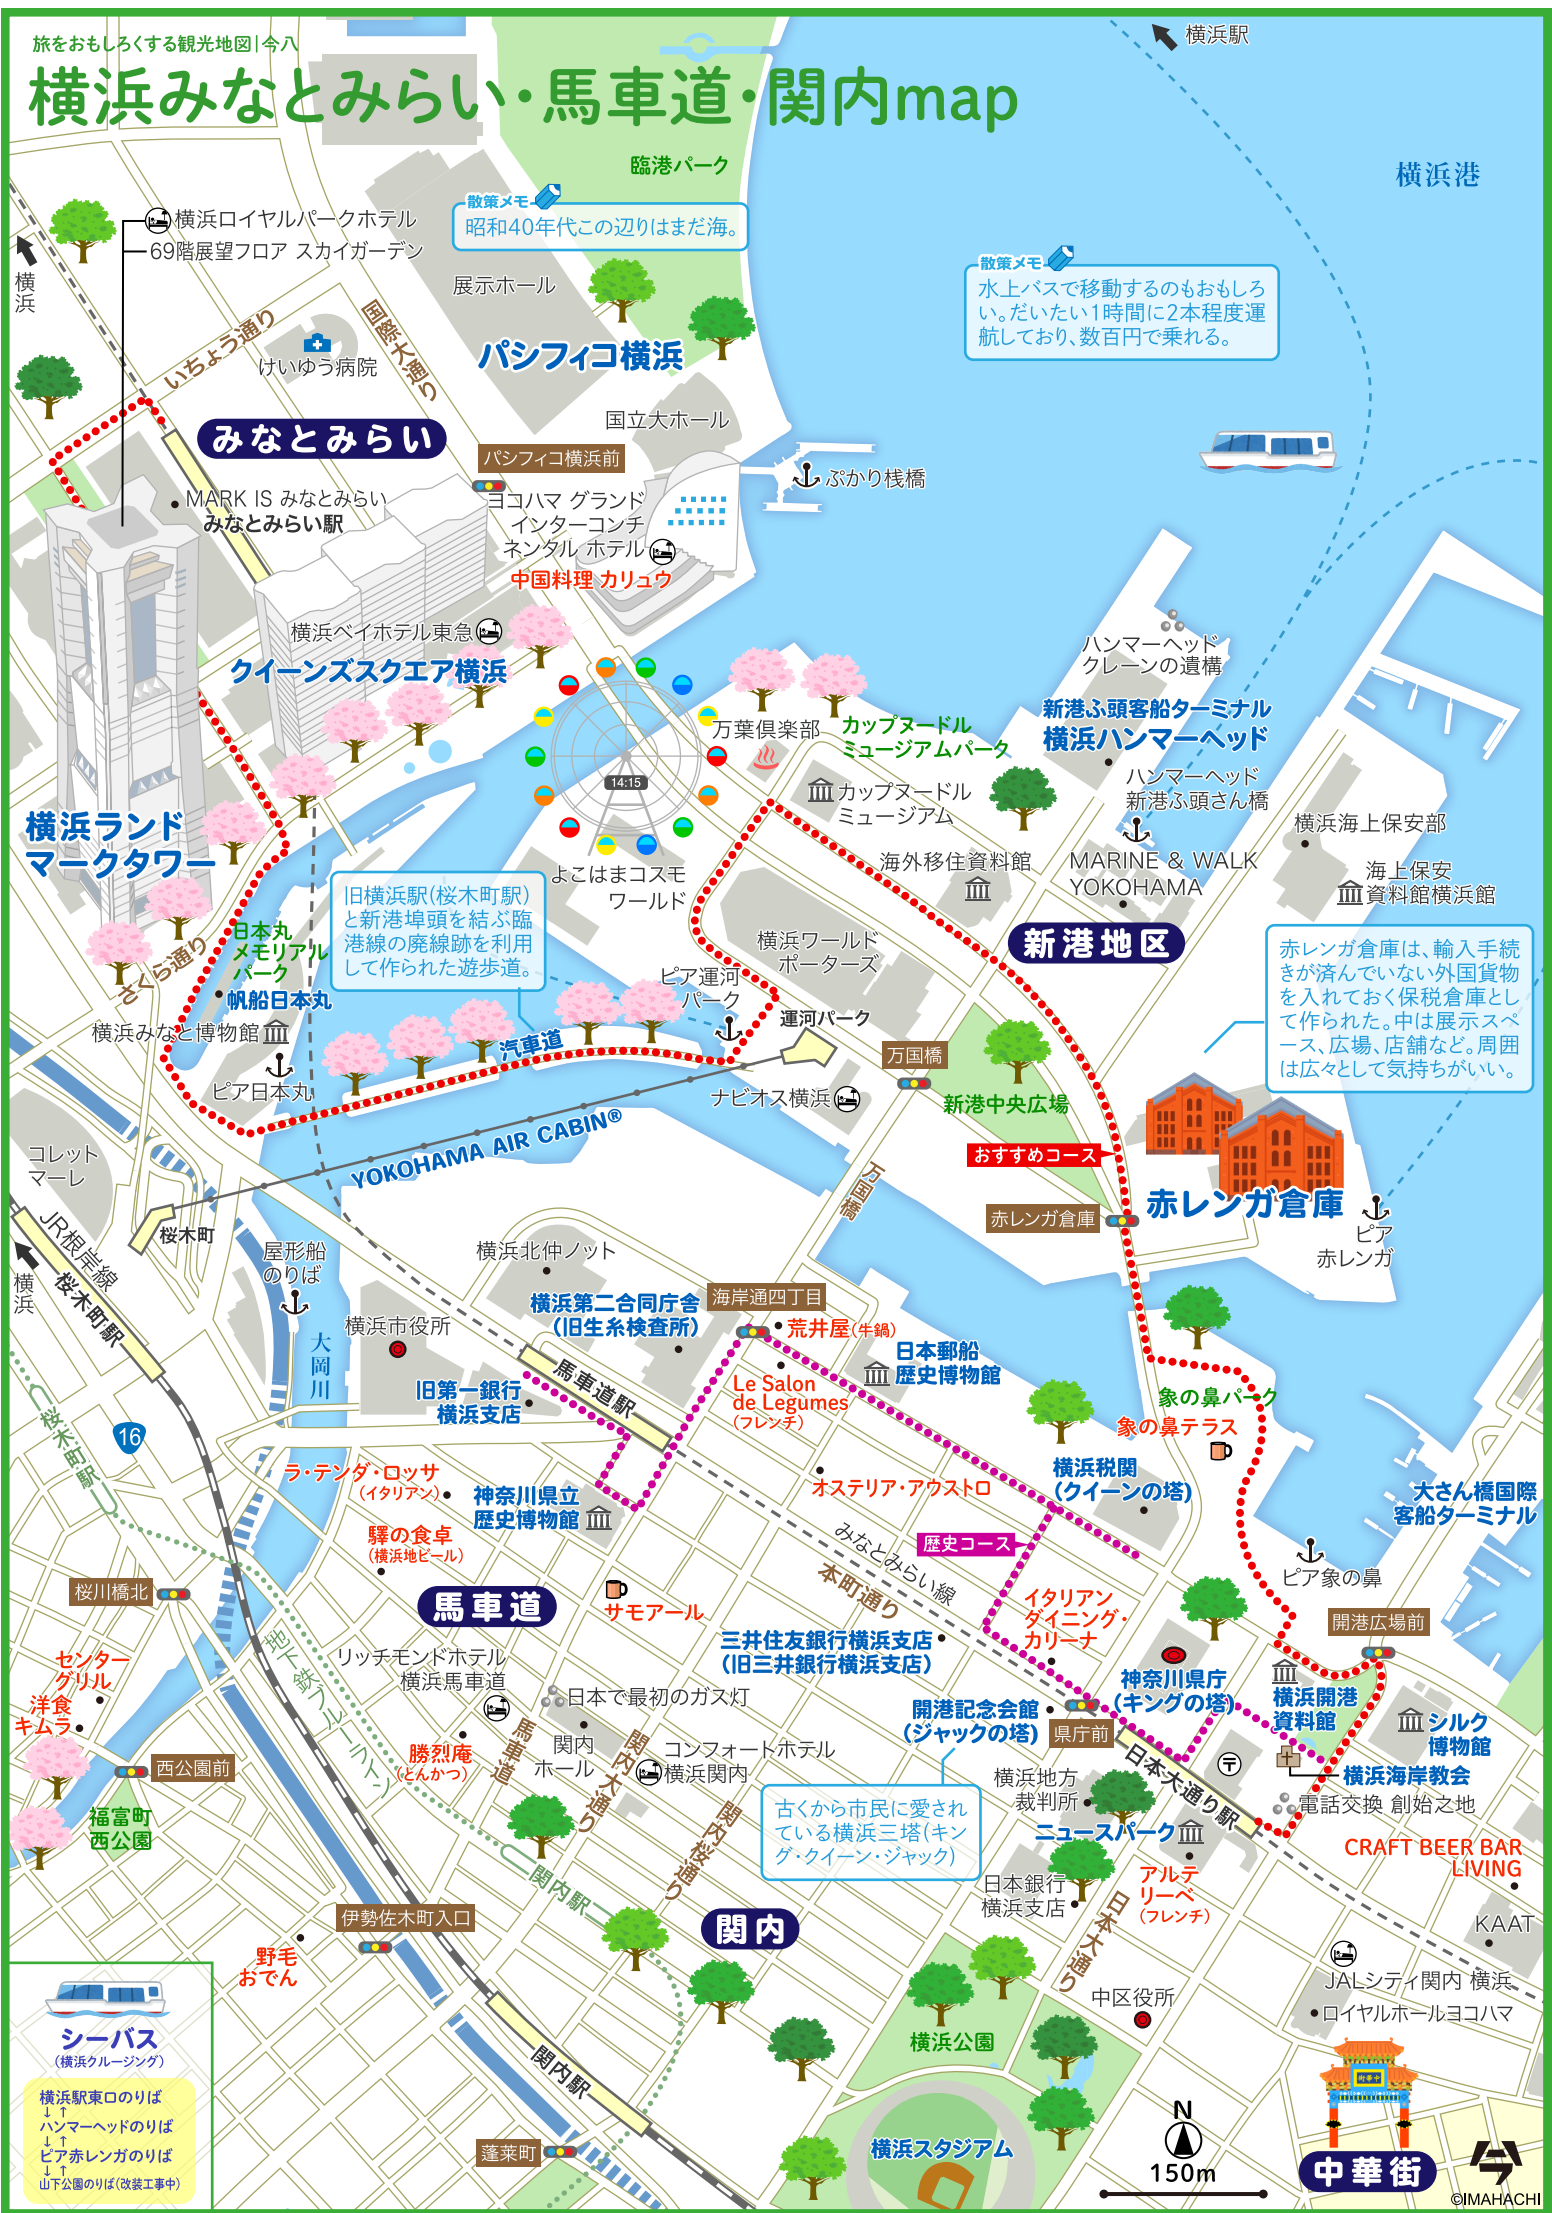 旅をおもしろくする観光地図|今八
横浜みなとみらい・馬車道・関内map
横浜駅
横浜港
臨港パーク
散策メモ
昭和40年代この辺りはまだ海。
散策メモ
水上バスで移動するのもおもしろ
い。だいたい1時間に2本程度運
航しており、数百円で乗れる。
横浜ロイヤルパークホテル
69階展望フロア スカイガーデン
横浜
展示ホール
国際大通り
いちょう通り
けいゆう病院
パシフィコ横浜
国立大ホール
みなとみらい
パシフィコ横浜前
ぷかり桟橋
MARK IS みなとみらい
みなとみらい駅
ヨコハマ グランド
インターコンチ
ネンタル ホテル
中国料理 カリュウ
横浜ベイホテル東急
クイーンズスクエア横浜
ハンマーヘッド
クレーンの遺構
新港ふ頭客船ターミナル
横浜ハンマーヘッド
ハンマーヘッド
新港ふ頭さん橋
万葉倶楽部
カップヌードル
ミュージアムパーク
カップヌードル
ミュージアム
14:15
横浜ランド
マークタワー
よこはまコスモ
ワールド
海外移住資料館
MARINE & WALK
YOKOHAMA
横浜海上保安部
海上保安
資料館横浜館
旧横浜駅(桜木町駅)
と新港埠頭を結ぶ臨
港線の廃線跡を利用
して作られた遊歩道。
日本丸
メモリアル
パーク
さくら通り
帆船日本丸
横浜みなと博物館
ピア日本丸
横浜ワールド
ポーターズ
新港地区
ピア運河
パーク
運河パーク
汽車道
万国橋
赤レンガ倉庫は、輸入手続
きが済んでいない外国貨物
を入れておく保税倉庫とし
て作られた。中は展示スペ
ース、広場、店舗など。周囲
は広々として気持ちがいい。
ナビオス横浜
新港中央広場
YOKOHAMA AIR CABIN®
おすすめコース
万国橋
赤レンガ倉庫
赤レンガ倉庫
ピア
赤レンガ
コレット
マーレ
桜木町
JR根岸線
桜木町駅
横浜
屋形船
のりば
大岡川
横浜市役所
横浜北仲ノット
横浜第二合同庁舎
(旧生糸検査所)
海岸通四丁目
荒井屋(牛鍋)
日本郵船
歴史博物館
馬車道駅
旧第一銀行
横浜支店
Le Salon
de Legumes
(フレンチ)
象の鼻パーク
象の鼻テラス
桜木町駅
16
ラ・テンダ・ロッサ
(イタリアン)
神奈川県立
歴史博物館
オステリア・アウストロ
横浜税関
(クイーンの塔)
大さん橋国際
客船ターミナル
驛の食卓
(横浜地ビール)
みなとみらい線
歴史コース
本町通り
ピア象の鼻
桜川橋北
馬車道
サモアール
イタリアン
ダイニング・
カリーナ
開港広場前
地下鉄ブルーライン
三井住友銀行横浜支店
(旧三井銀行横浜支店)
センター
グリル
洋食
キムラ
リッチモンドホテル
横浜馬車道
日本で最初のガス灯
神奈川県庁
(キングの塔)
横浜開港
資料館
シルク
博物館
開港記念会館
(ジャックの塔)
県庁前
馬車道
関内
ホール
関内大通り
コンフォートホテル
横浜関内
勝烈庵
(とんかつ)
西公園前
日本大通り駅
横浜海岸教会
横浜地方
裁判所
電話交換 創始之地
福富町
西公園
関内桜通り
古くから市民に愛され
ている横浜三塔(キン
グ・クイーン・ジャック)
ニュースパーク
CRAFT BEER BAR
LIVING
関内駅
日本銀行
横浜支店
アルテ
リーベ
(フレンチ)
日本大通り
伊勢佐木町入口
関内
KAAT
野毛
おでん
JALシティ関内 横浜
ロイヤルホールヨコハマ
中区役所
シーバス
(横浜クルージング)
横浜駅東口のりば
↓ ↑
ハンマーヘッドのりば
↓ ↑
ピア赤レンガのりば
↓ ↑
山下公園のりば(改装工事中)
関内駅
横浜公園
中華街
蓬莱町
横浜スタジアム
N
150m
中華街
©IMAHACHI